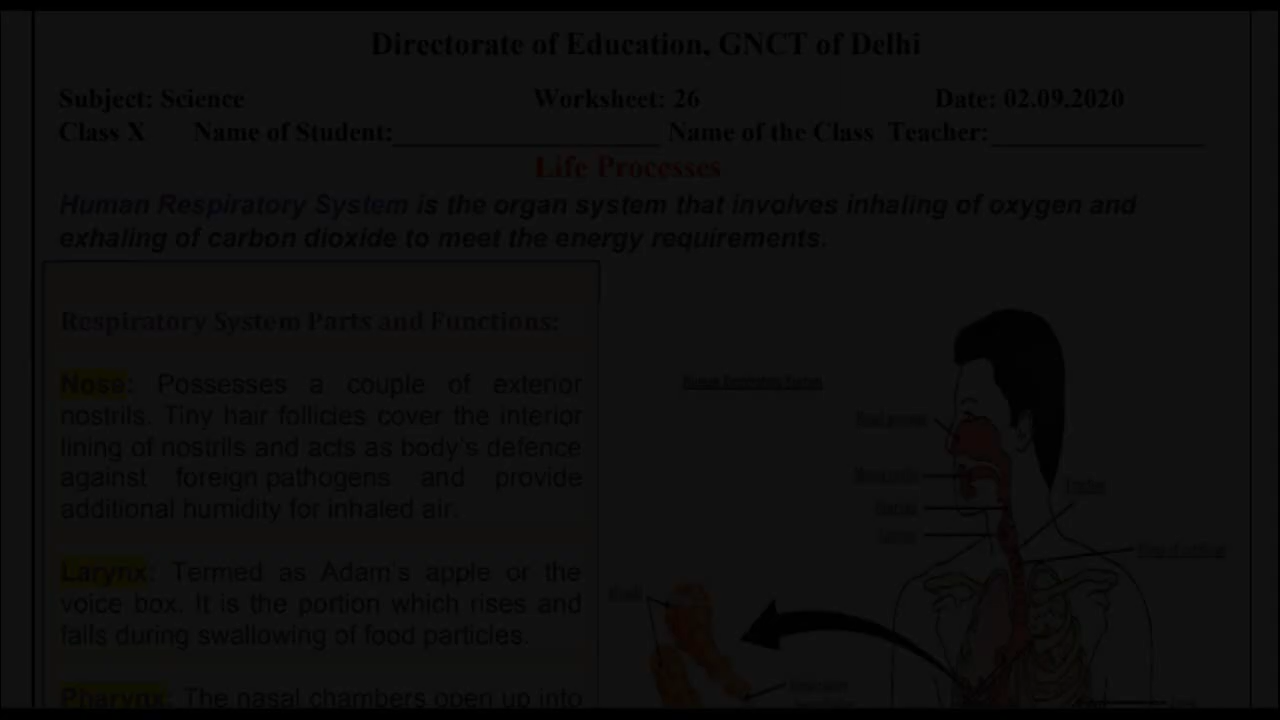 Directorate of Education, GNCT of Delhi
Subject: Science Worksheet: 26 Date: 02.09.2020
Class X Name of Student:____________________ Name of the Class Teacher:________________
Life Processes
Human Respiratory System is the organ system that involves inhaling of oxygen and
exhaling of carbon dioxide to meet the energy requirements.
Respiratory System Parts and Functions:
Nose: Possesses a couple of exterior
nostrils. Tiny hair follicies cover the interior
lining of nostrils and acts as body's defence
against foreign pathogens and provide
additional humidity for inhaled air.
Larynx: Termed as Adam's apple or the
voice box. It is the portion which rises and
falls during swallowing of food particles.
Pharynx: The nasal chambers open up into